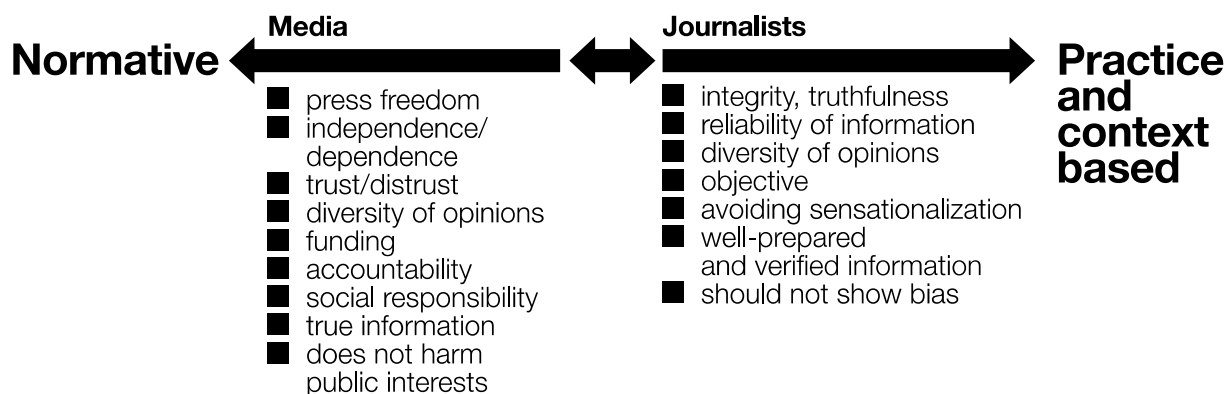 Normative
Media
press freedom
independence/
dependence
trust/distrust
diversity of opinions
funding
accountability
social responsibility
true information
does not harm
public interests
Journalists
integrity, truthfulness
reliability of information
diversity of opinions
objective
avoiding sensationalization
well-prepared
and verified information
should not show bias
Practice
and
context
based